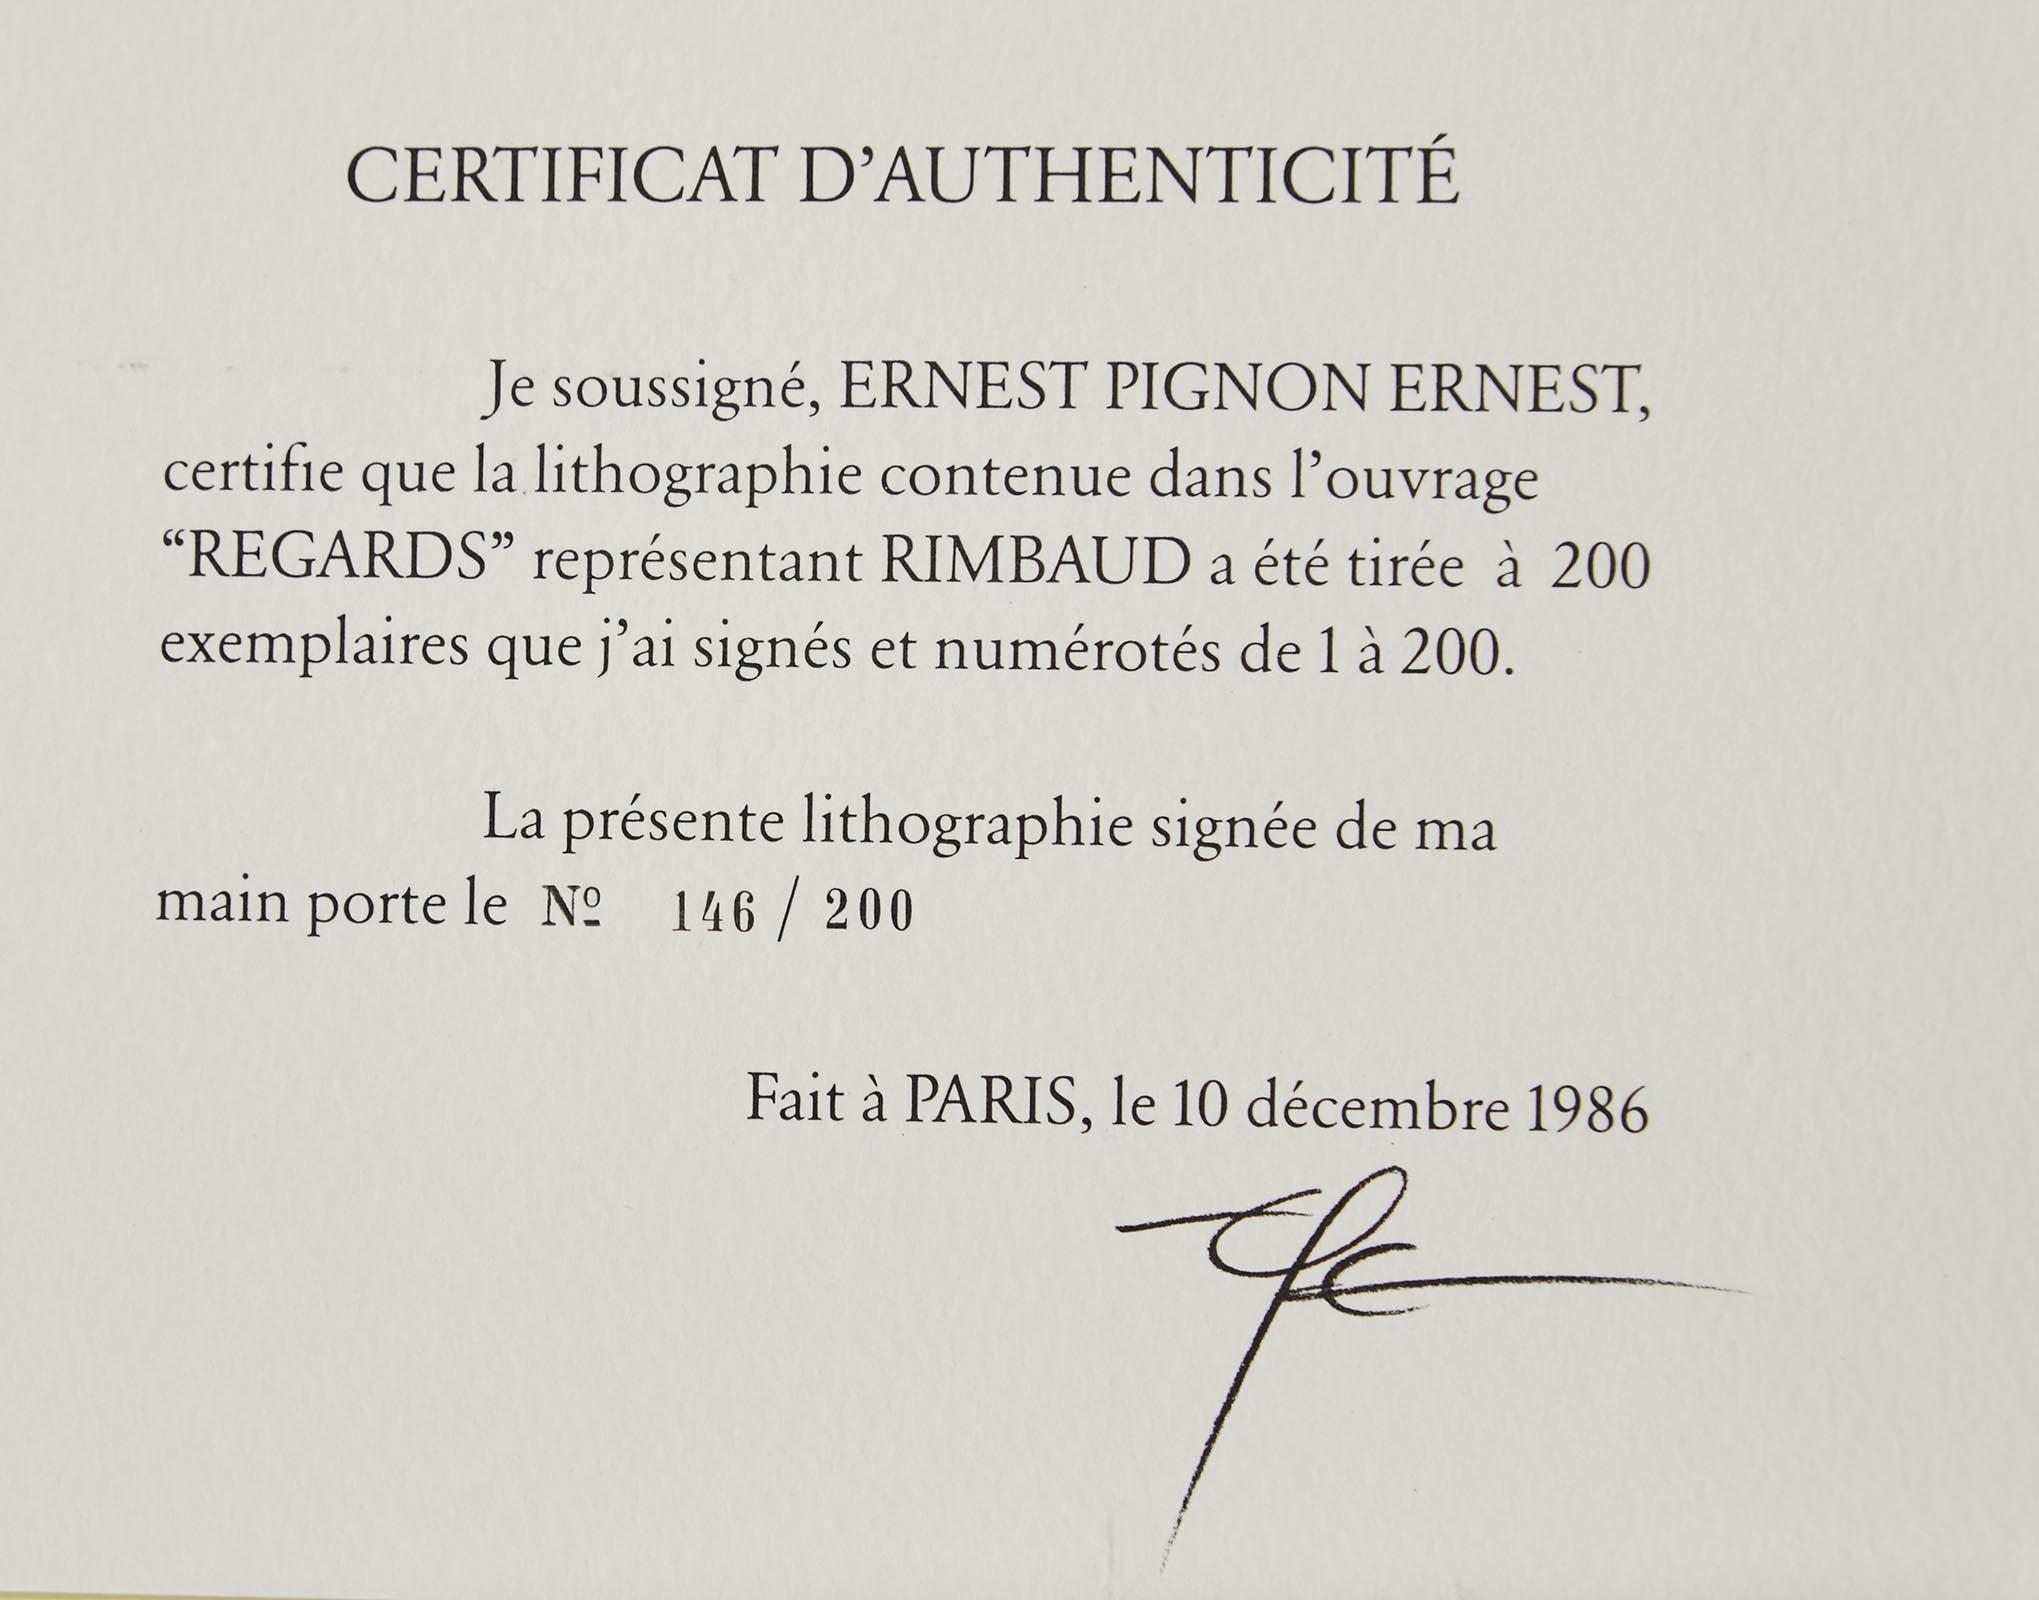 CERTIFICAT D’AUTHENTICITÉ
Je soussigné, ERNEST PIGNON ERNEST,
certifie que la lithographie contenue dans l’ouvrage
“REGARDS” représentant RIMBAUD a été tirée à 200
exemplaires que j’ai signés et numérotés de 1 à 200.
La présente lithographie signée de ma
main porte le Nº 146 / 200
Fait à PARIS, le 10 décembre 1986